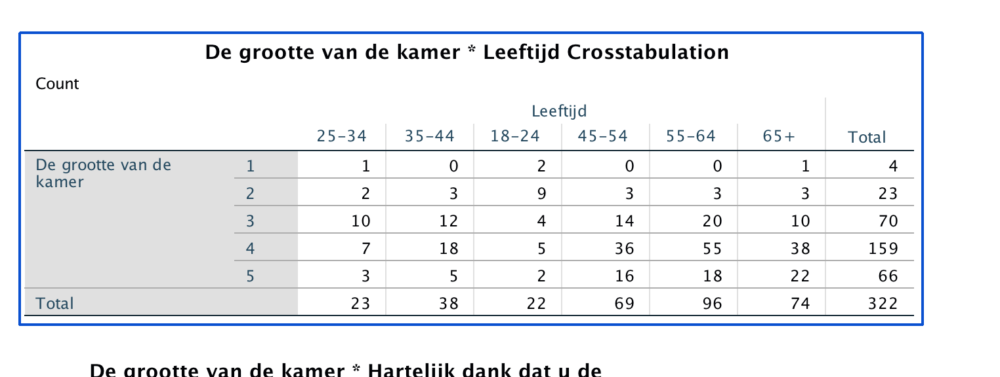 De grootte van de kamer * Leeftijd Crosstabulation
Count
Leeftijd
25–34 35–44 18–24 45–54 55–64 65+ Total
De grootte van de kamer 1 1 0 2 0 0 1 4
2 2 3 9 3 3 3 23
3 10 12 4 14 20 10 70
4 7 18 5 36 55 38 159
5 3 5 2 16 18 22 66
Total 23 38 22 69 96 74 322
De grootte van de kamer * Hartelijk dank dat u de